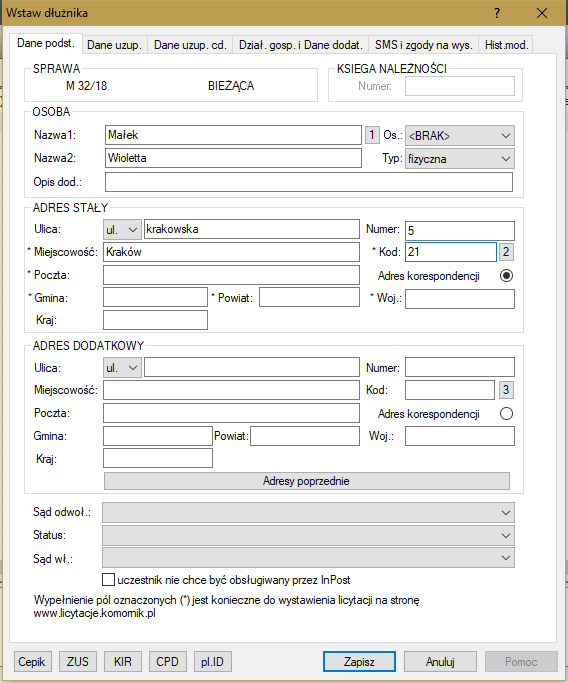 Wstaw dłużnika
?
Dane podst. Dane uzup. Dane uzup. cd. Dział. gosp. i Dane dodat. SMS i zgody na wys. Hist.mod.
SPRAWA
M 32/18 BIEŻĄCA
KSIEGA NALEŻNOŚCI
Numer:
OSOBA
Nazwa1: Małek 1 Os.: <BRAK>
Nazwa2: Wioletta Typ: fizyczna
Opis dod.:
ADRES STAŁY
Ulica: ul. krakowska Numer: 5
* Miejscowość: Kraków * Kod: 21 2
* Poczta: Adres korespondencji
* Gmina: * Powiat: * Woj.:
Kraj:
ADRES DODATKOWY
Ulica: ul. Numer:
Miejscowość: Kod: 3
Poczta: Adres korespondencji
Gmina: Powiat: Woj.:
Kraj:
Adresy poprzednie
Sąd odwoł.:
Status:
Sąd wł.:
uczestnik nie chce być obsługiwany przez InPost
Wypełnienie pól oznaczonych (*) jest konieczne do wystawienia licytacji na stronę
www.licytacje.komornik.pl
Cepik ZUS KIR CPD pl.ID Zapisz Anuluj Pomoc